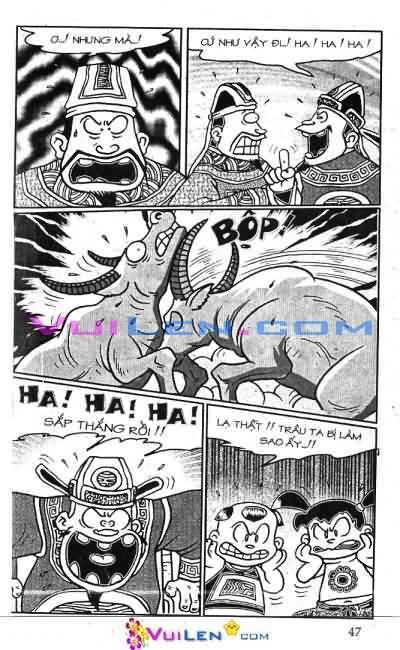 Ơ..! NHƯNG MÀ..!
CỨ NHƯ VẬY ĐI..! HA! HA! HA!
BỐP!
VuiLen.com
HA! HA! HA!
SẮP THẮNG RỒI!!
LẠ THẬT!! TRÂU TA BỊ LÀM
SAO ẤY..!!
47
VuiLen.com